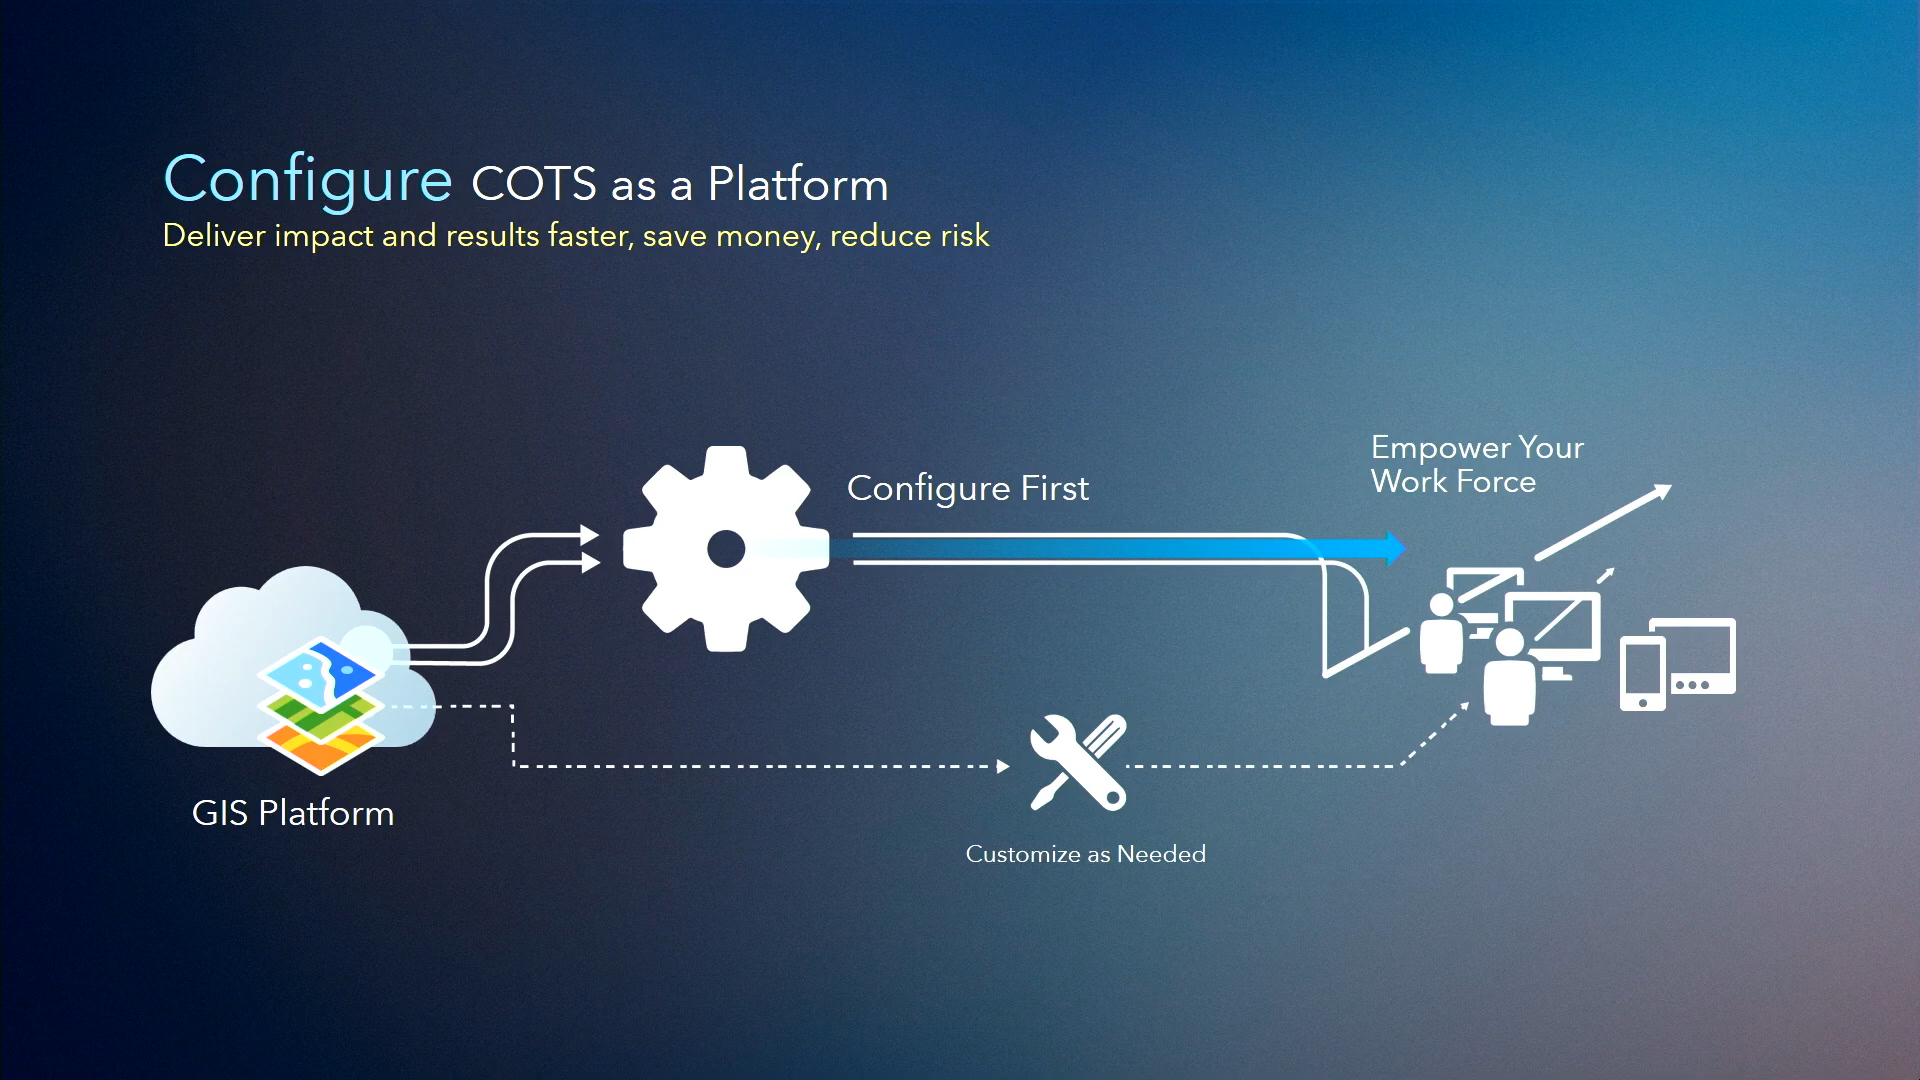 Configure COTS as a Platform
Deliver impact and results faster, save money, reduce risk
Empower Your
Work Force
Configure First
GIS Platform
Customize as Needed